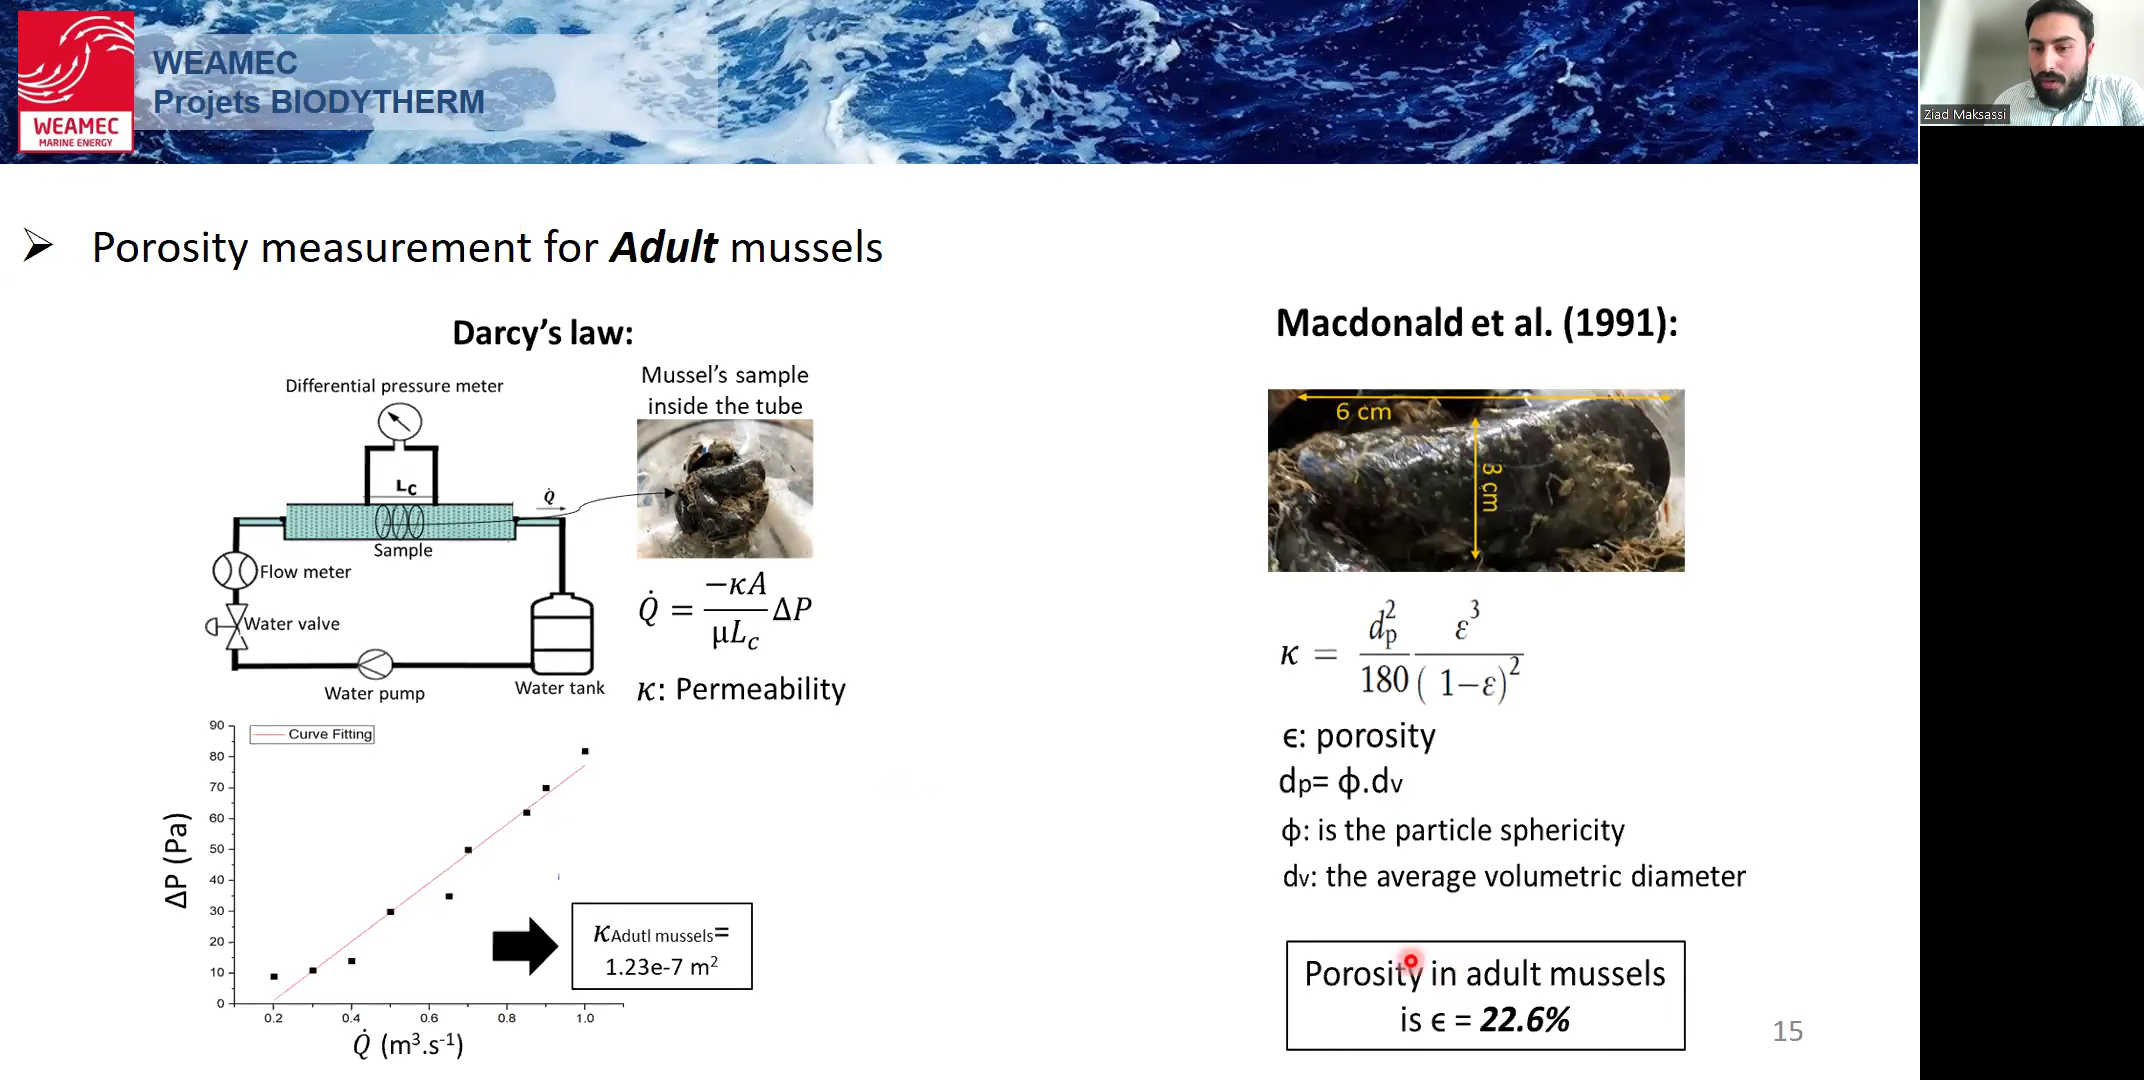 WEAMEC
Projets BIODYTHERM
WEAMEC
MARINE ENERGY
Ziad Maksassi
➢ Porosity measurement for Adult mussels
Darcy's law:
Differential pressure meter
Lc
Q̇
Sample
Flow meter
Water valve
Water pump
Water tank
Mussel's sample
inside the tube
Q̇ = −κA/μLc ΔP
κ: Permeability
Curve Fitting
90
80
70
60
50
40
30
20
10
0
ΔP (Pa)
0.2 0.4 0.6 0.8 1.0
Q̇ (m³.s⁻¹)
κAdutl mussels=
1.23e-7 m²
Macdonald et al. (1991):
6 cm
3 cm
κ = dp²/180 ε³/(1−ε)²
ϵ: porosity
dp= ϕ.dv
ϕ: is the particle sphericity
dv: the average volumetric diameter
Porosity in adult mussels
is ϵ = 22.6%
15